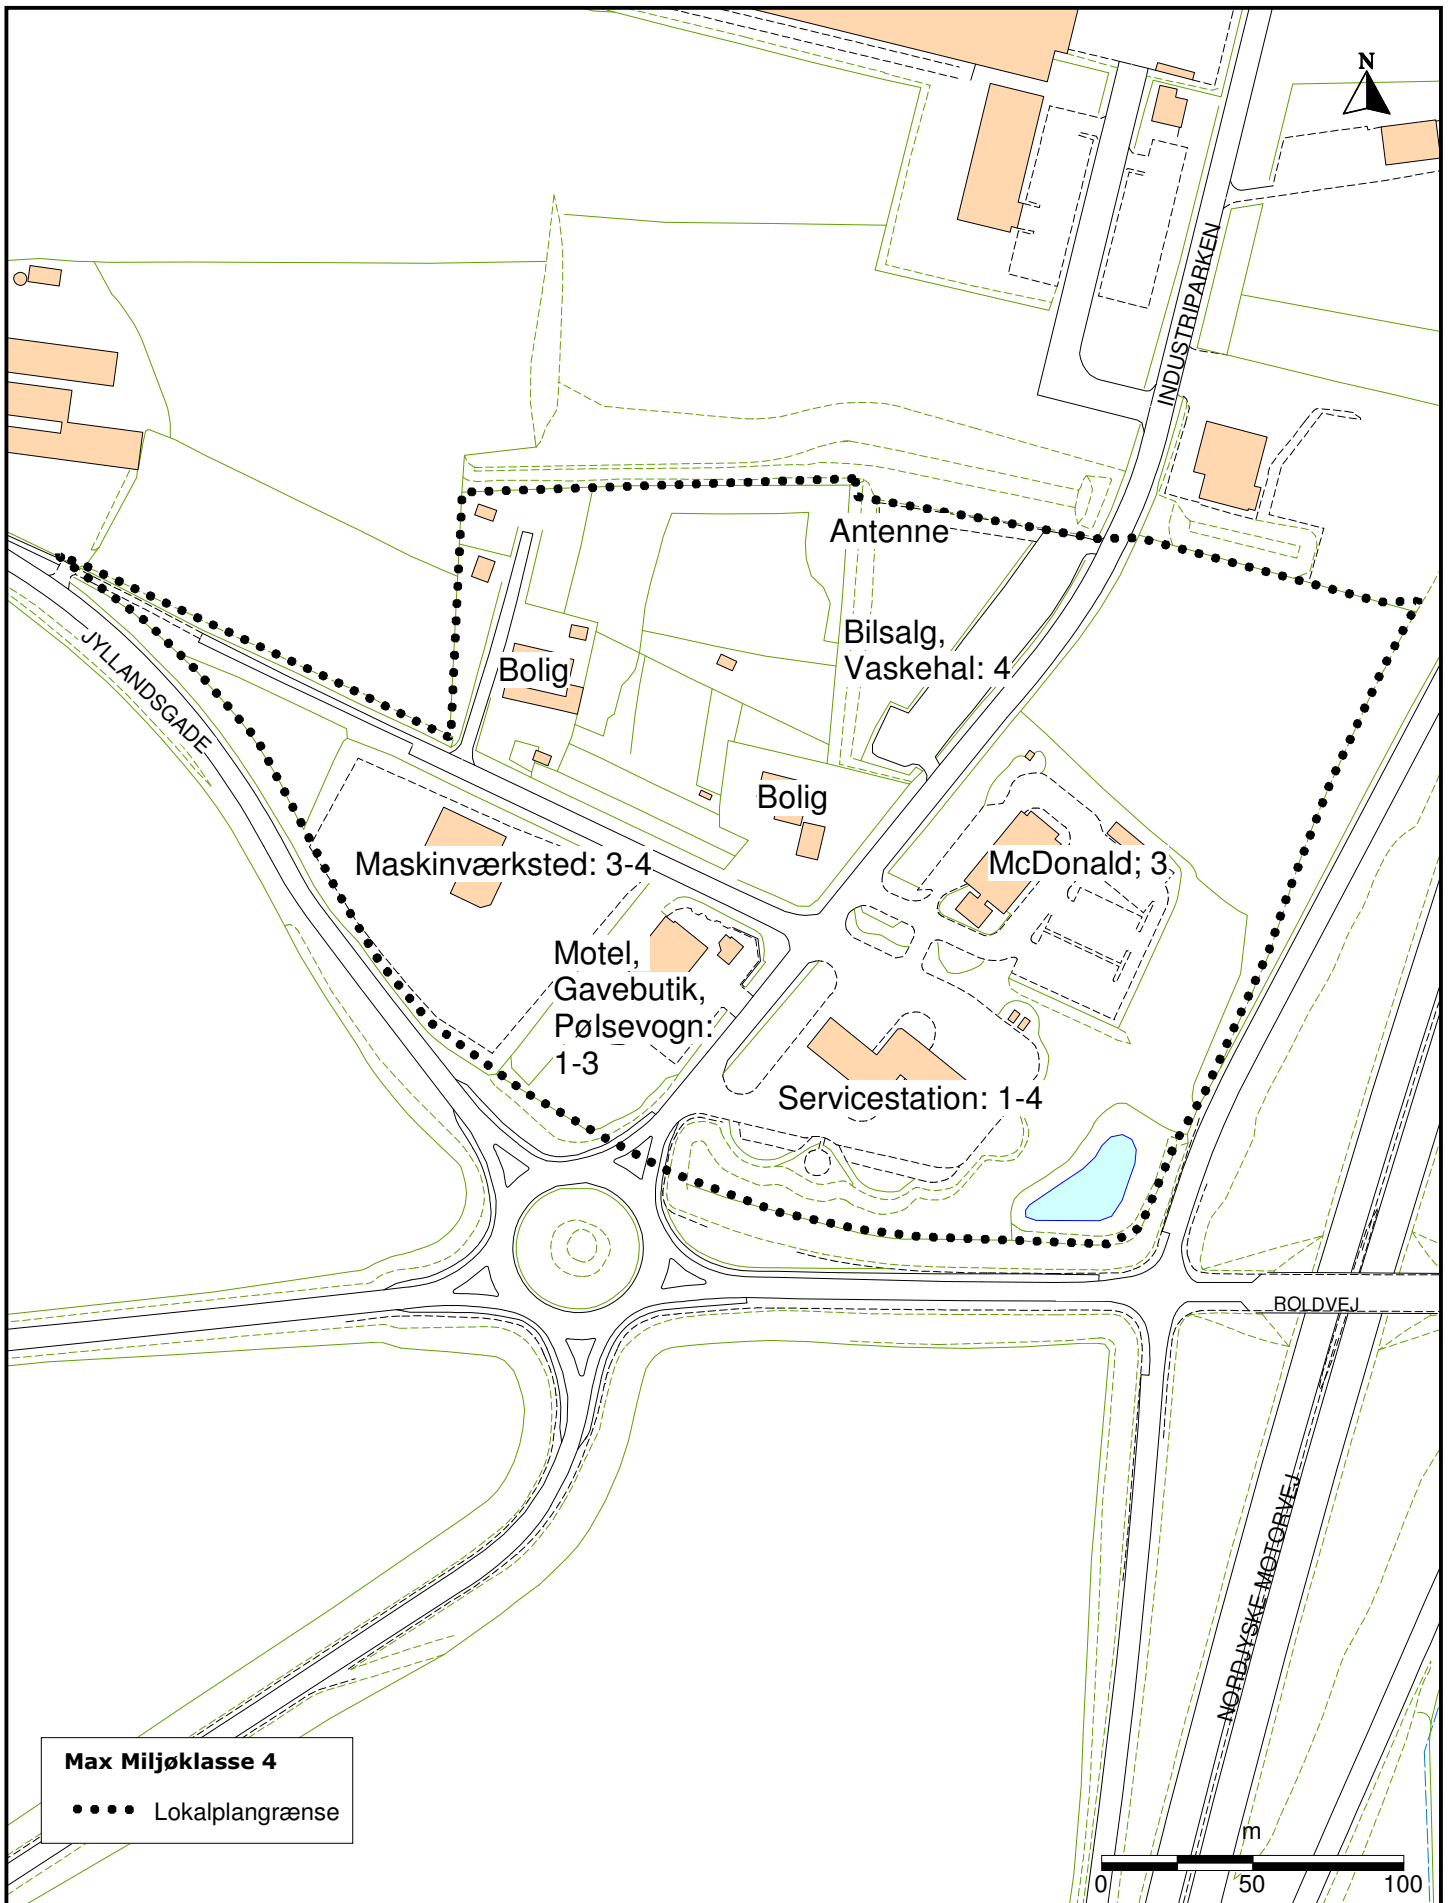 N
INDUSTRIPARKEN
Antenne
Bilsalg,
Vaskehal: 4
JYLLANDSGADE
Bolig
Bolig
Maskinværksted: 3-4
McDonald; 3
Motel,
Gavebutik,
Pølsevogn:
1-3
Servicestation: 1-4
BOLDVEJ
NORDJYSKE MOTORVEJ
Max Miljøklasse 4
Lokalplangrænse
m
0 50 100